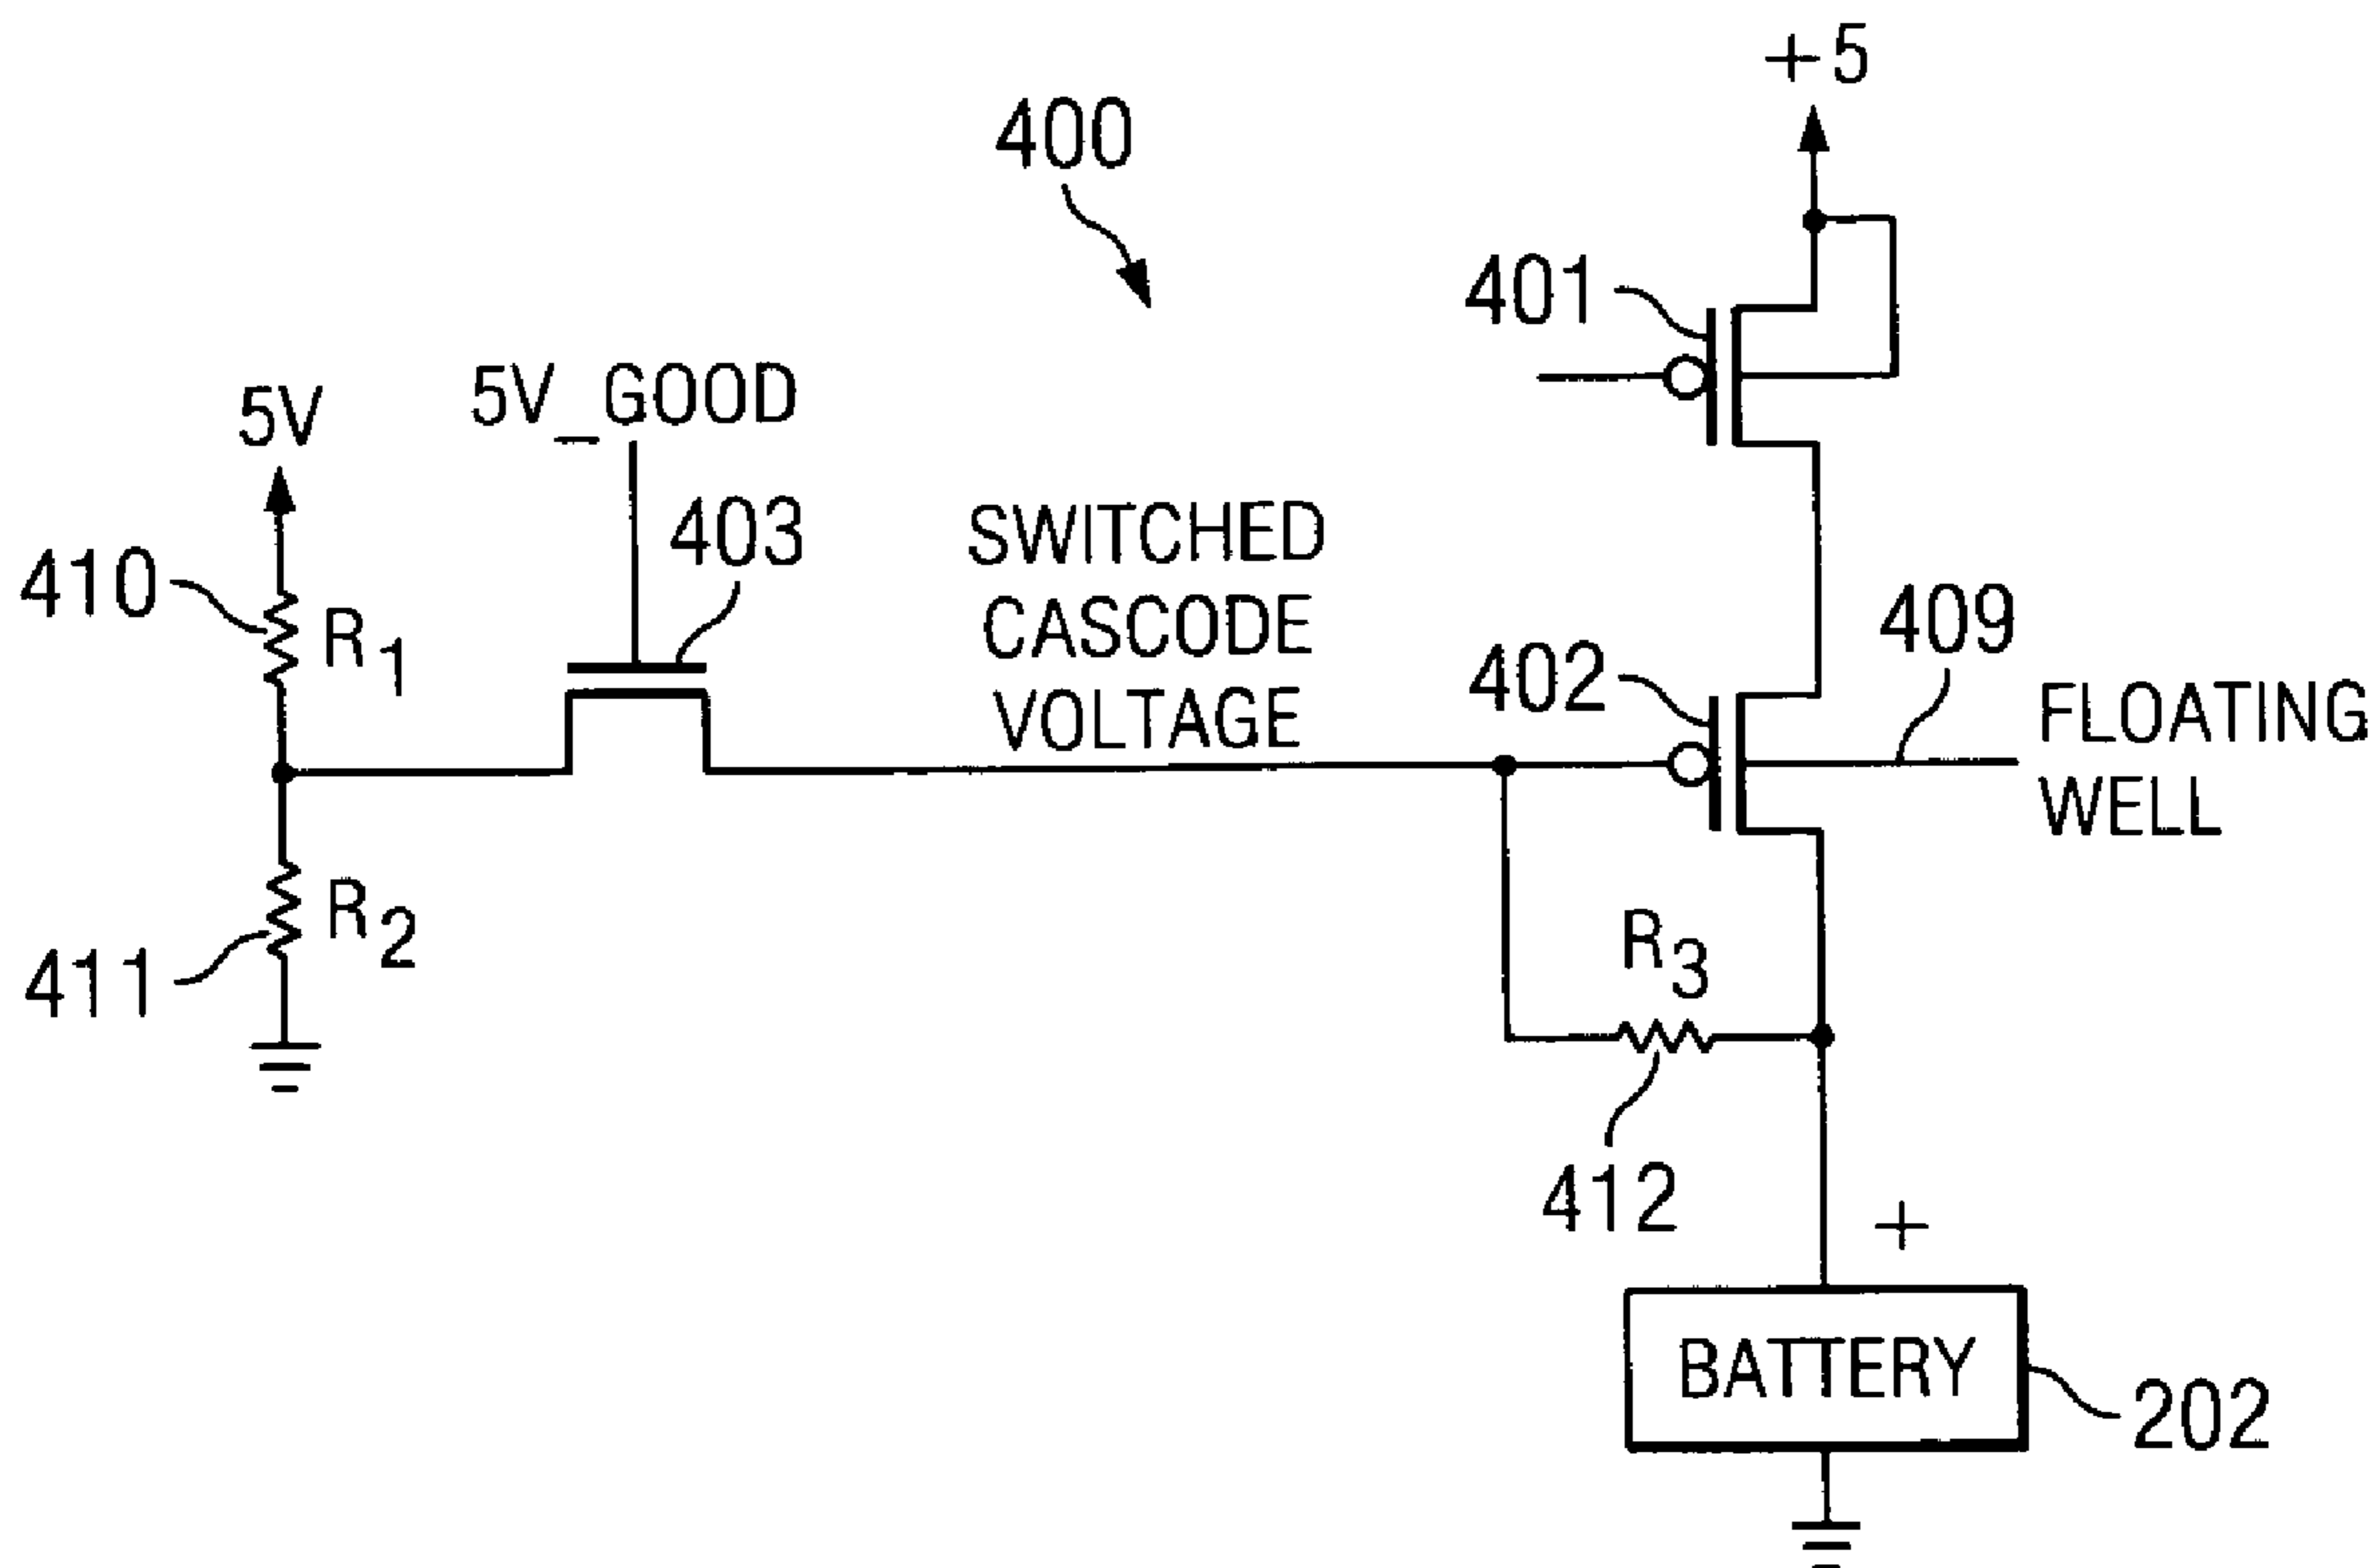 +5
400
401
5V
5V_GOOD
403
SWITCHED
CASCODE
VOLTAGE
410
R1
402
409
FLOATING
WELL
R2
411
R3
412
+
BATTERY
202